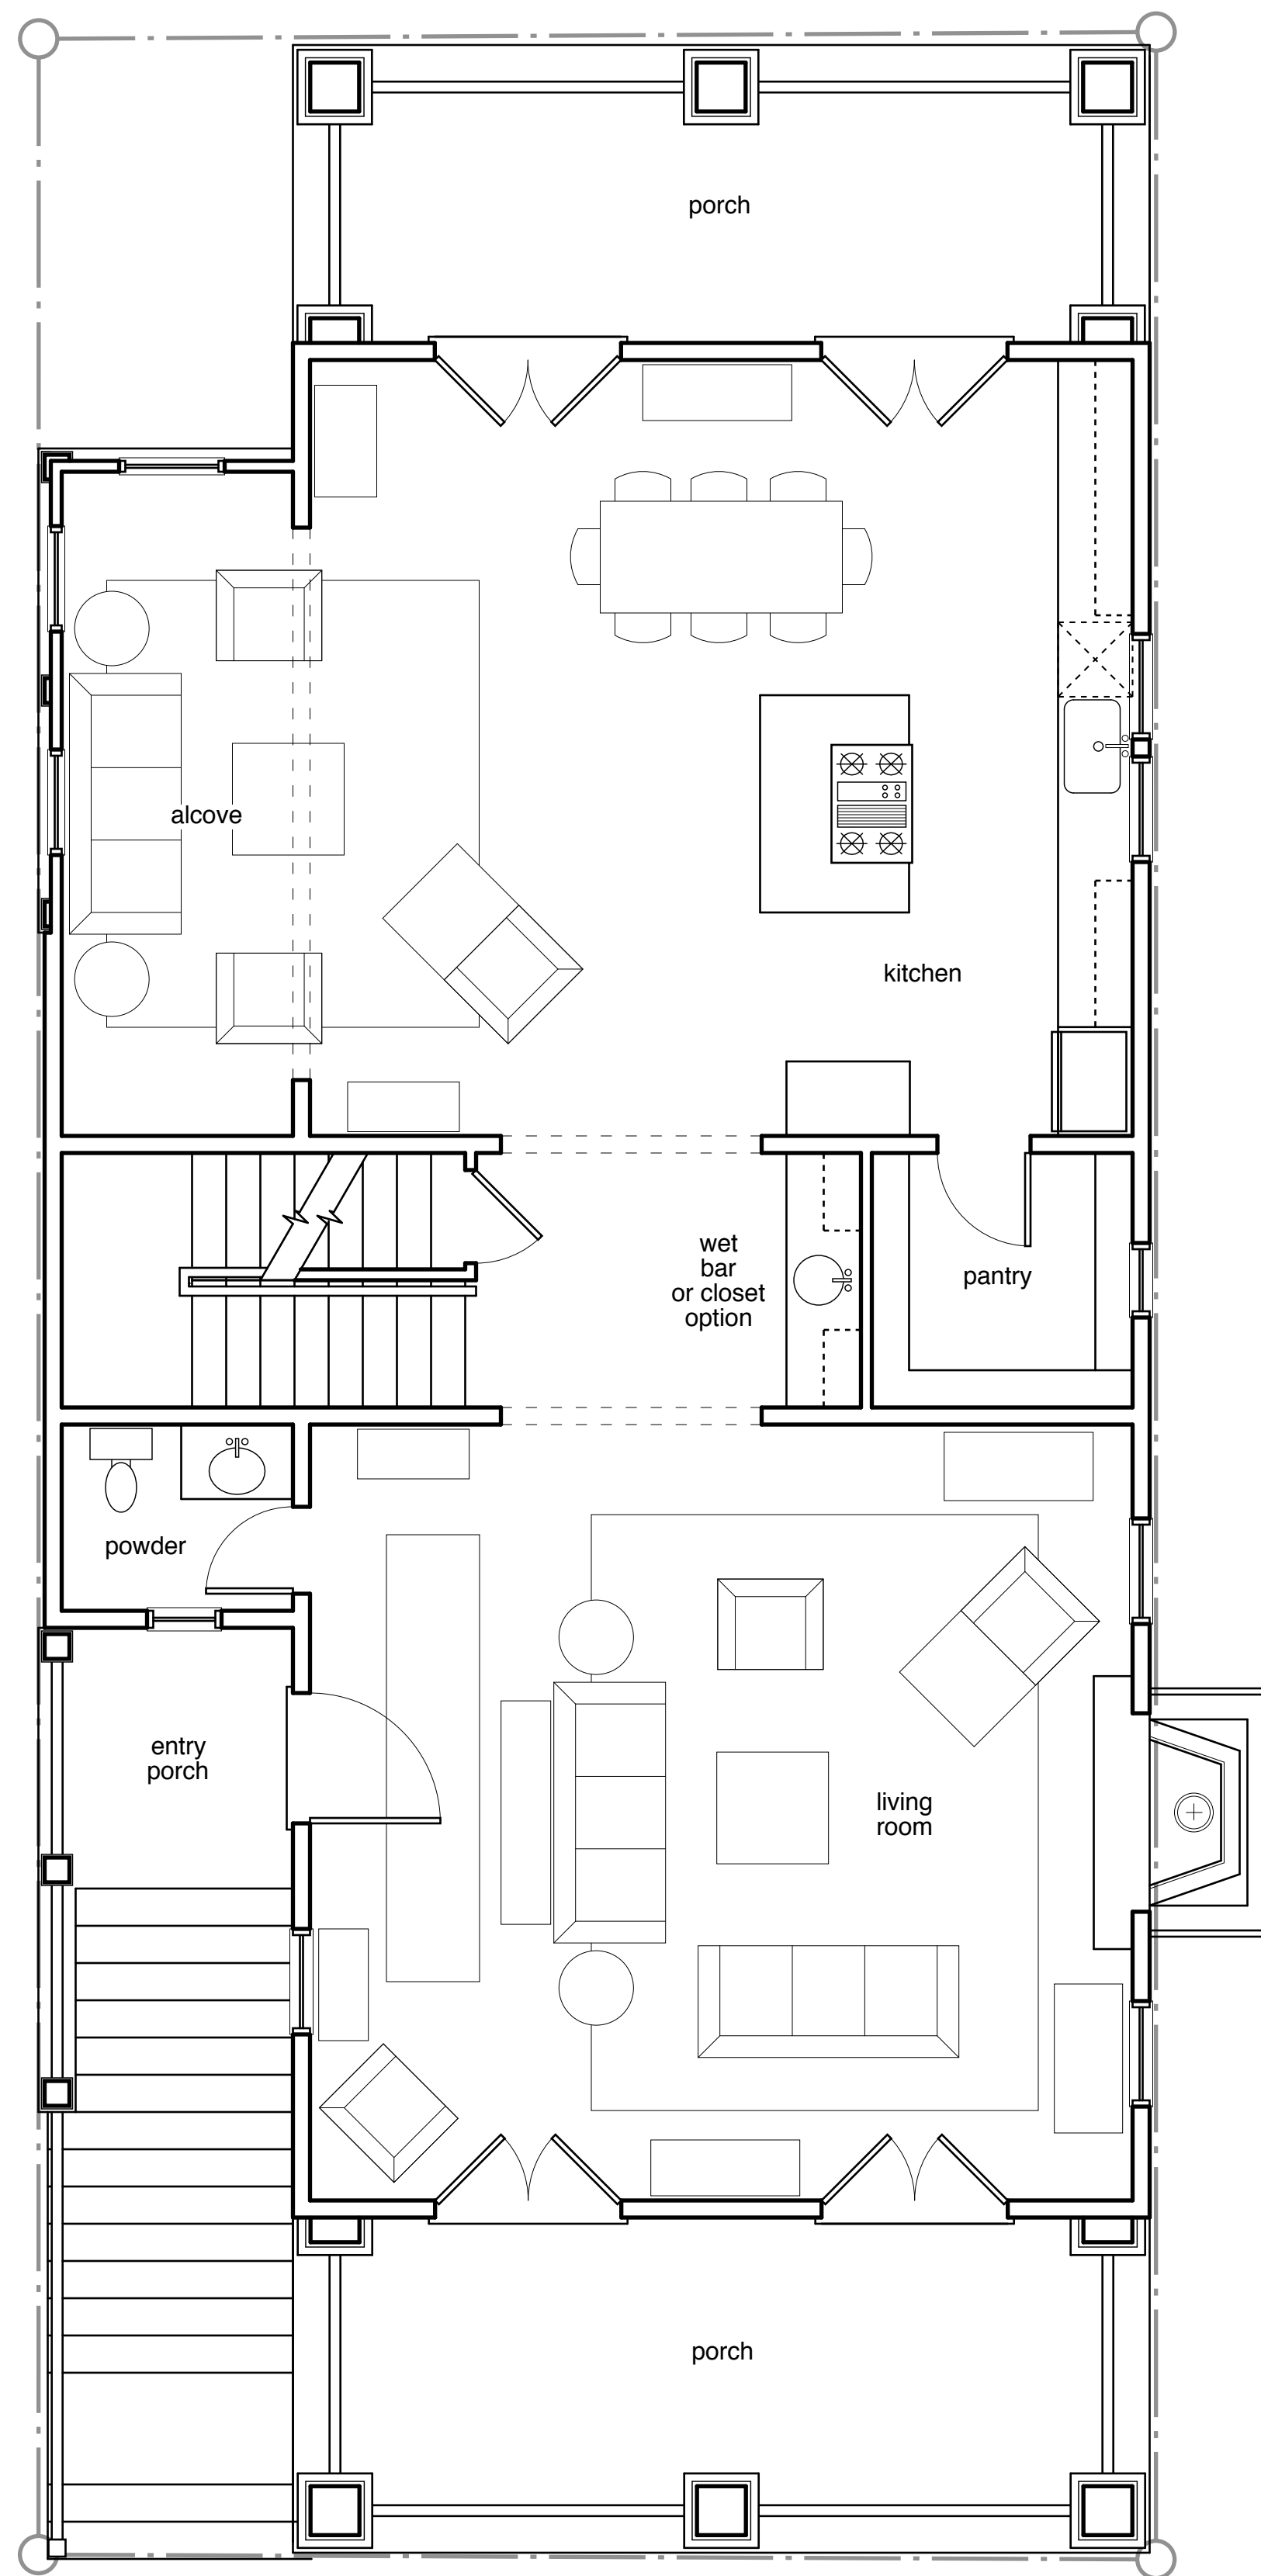 porch
alcove
kitchen
wet
bar
or closet
option
pantry
powder
entry
porch
living
room
porch